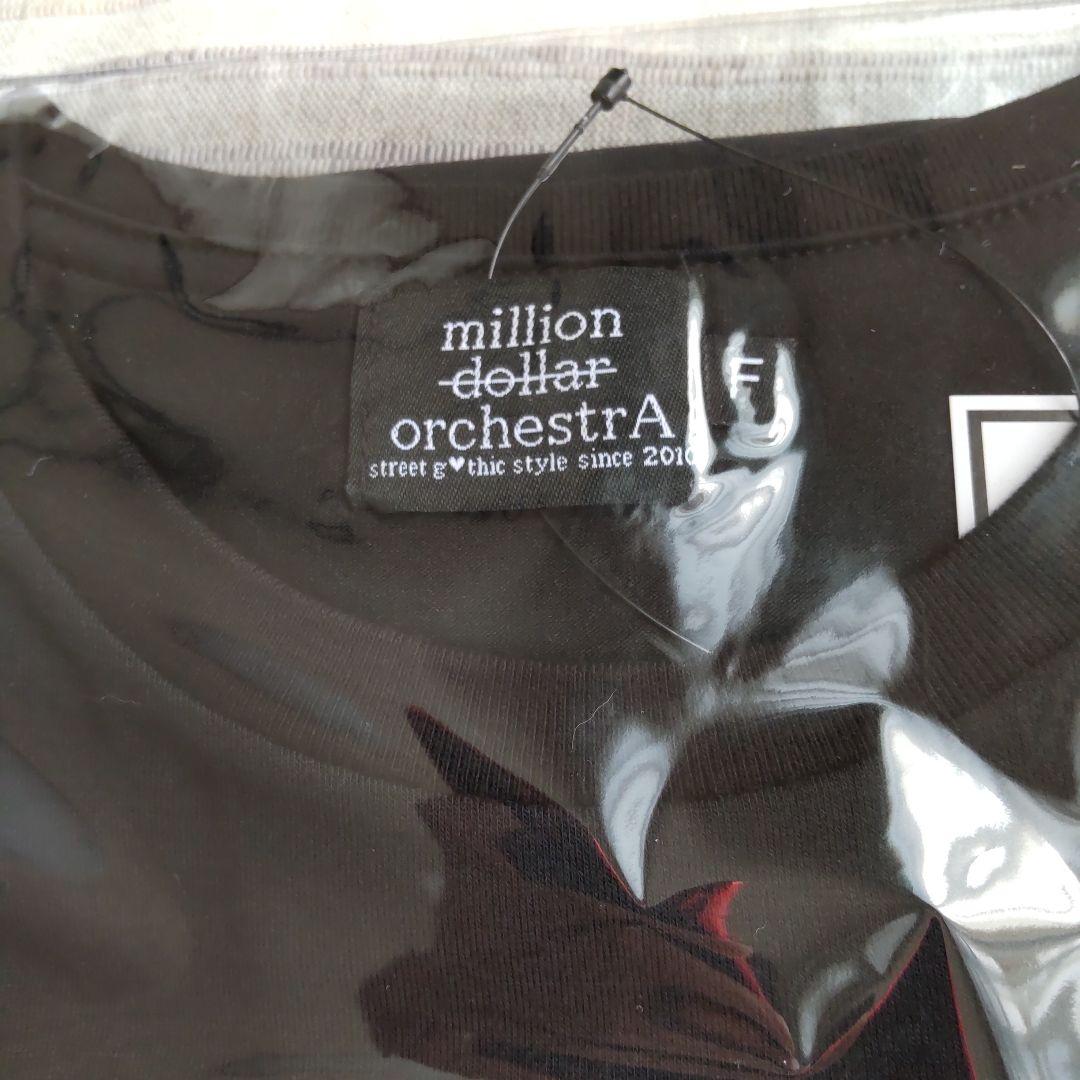 million
dollar
orchestrA
street g♥thic style since 2010
F